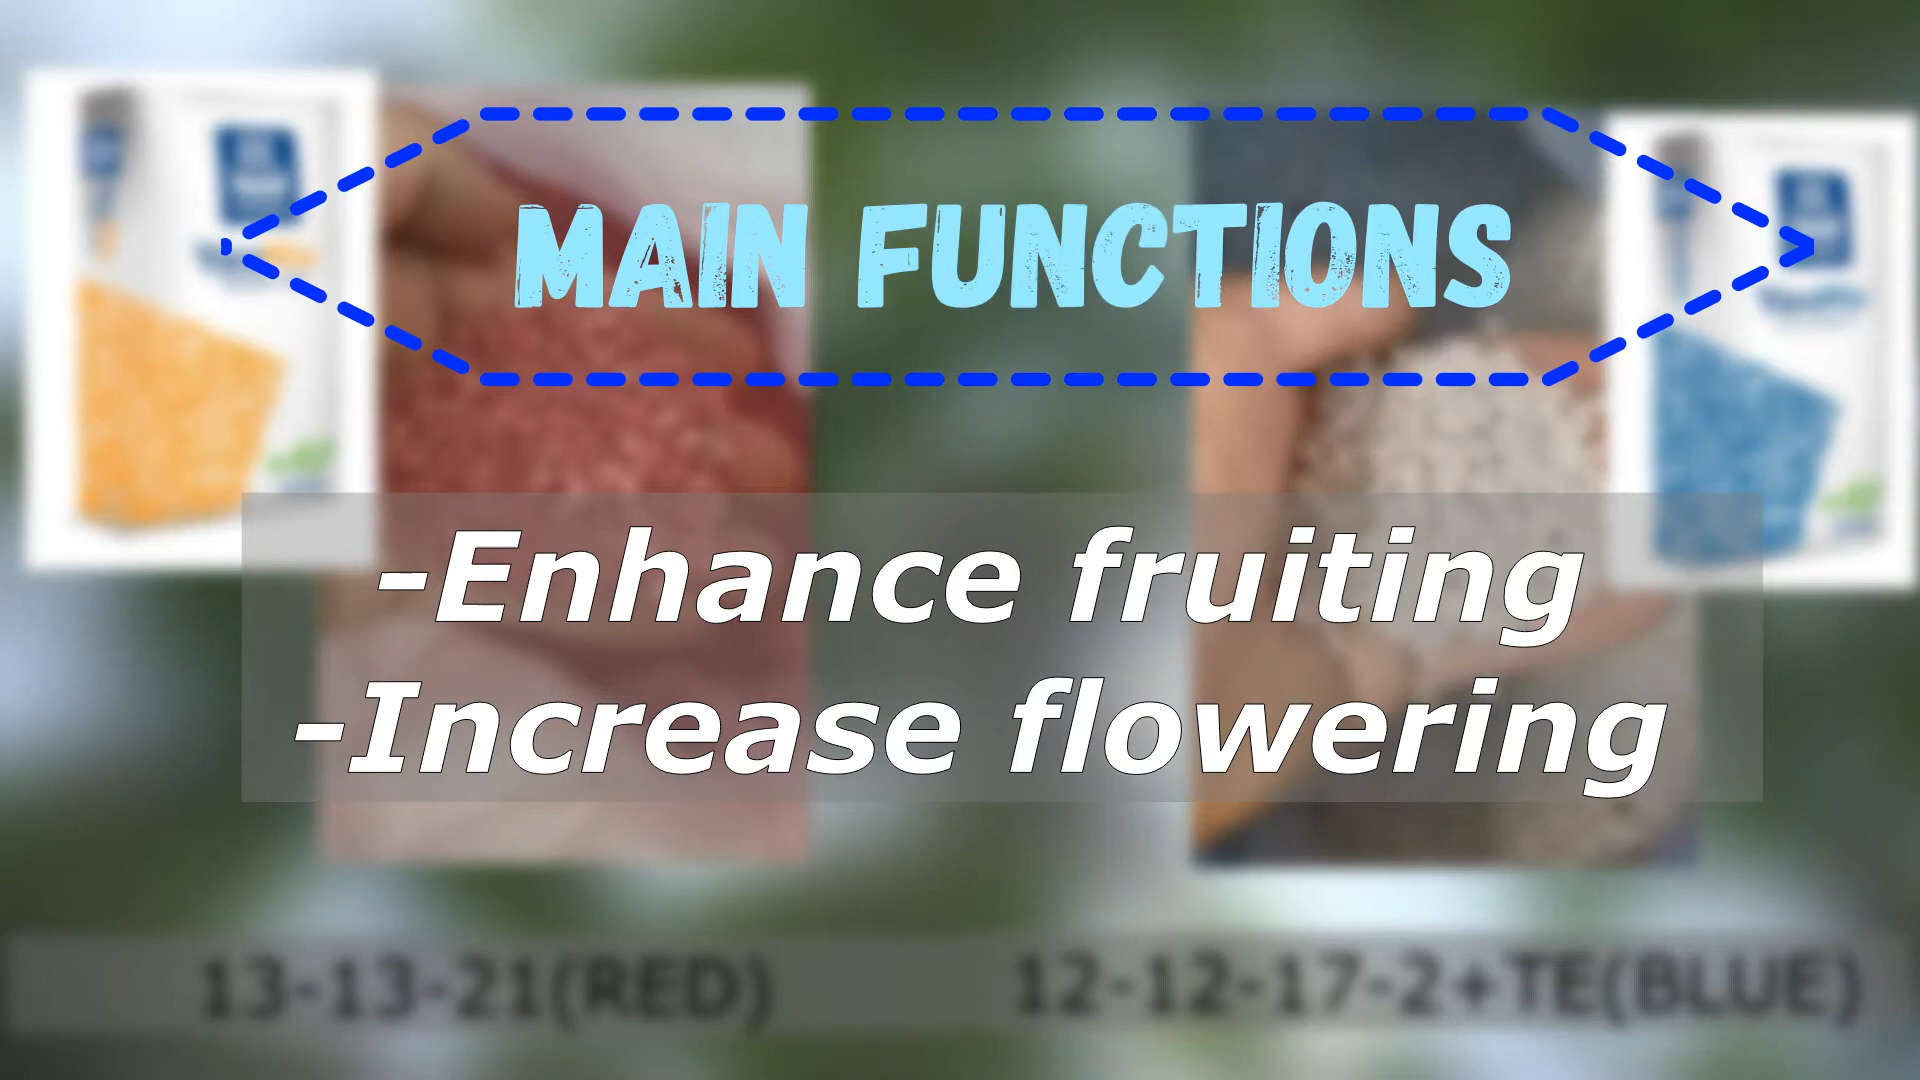 MAIN FUNCTIONS
-Enhance fruiting
-Increase flowering
13-13-21(RED)
12-12-17-2+TE(BLUE)